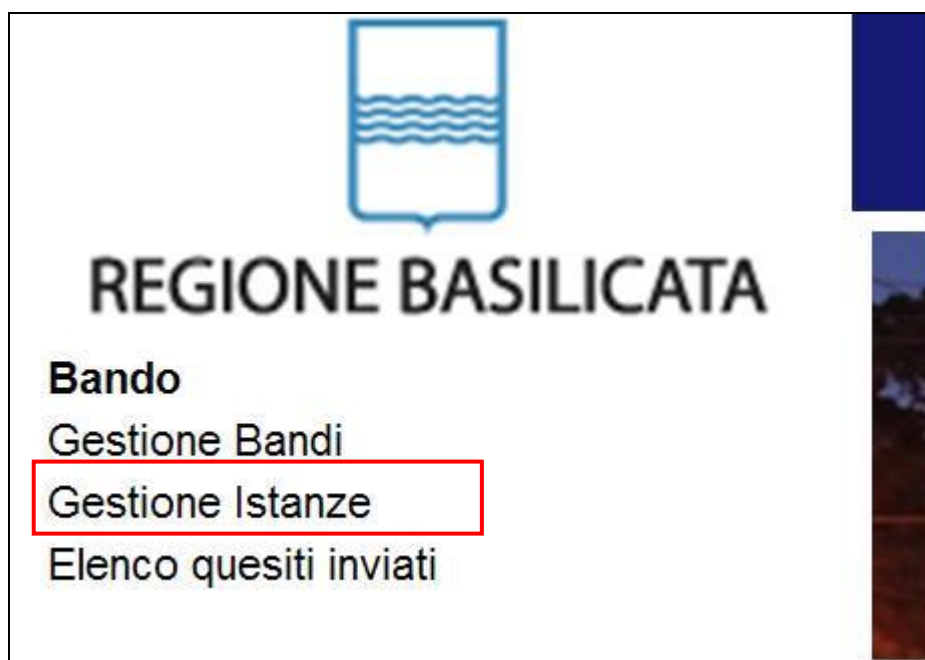 REGIONE BASILICATA
Bando
Gestione Bandi
Gestione Istanze
Elenco quesiti inviati